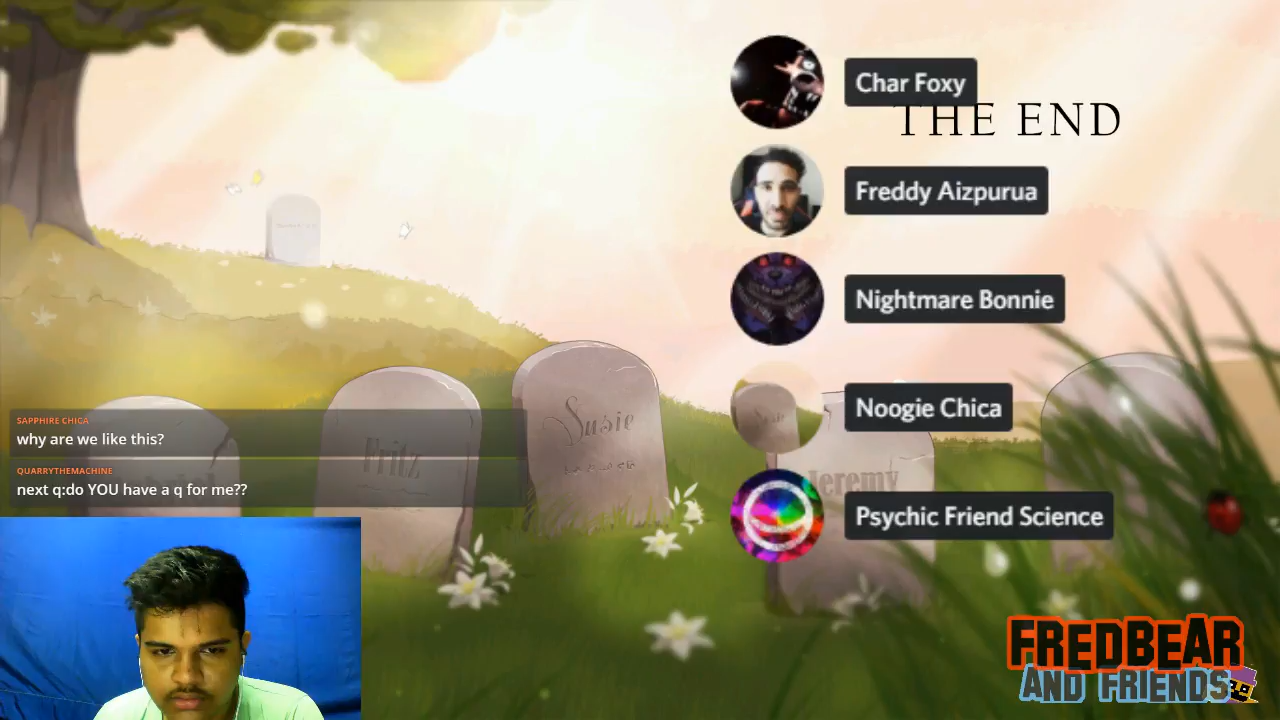 Char Foxy
THE END
Freddy Aizpurua
Nightmare Bonnie
Noogie Chica
Psychic Friend Science
SAPPHIRE CHICA
why are we like this?
QUARRYTHEMACHINE
next q:do YOU have a q for me??
Fritz
Susie
Jeremy
FREDBEAR
AND FRIENDS